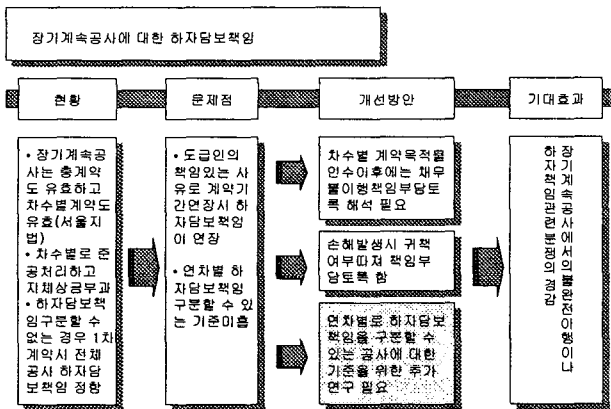 장기계속공사에 대한 하자담보책임
현황
문제점
개선방안
기대효과
• 장기계속공
사는 총계약
도 유효하고
차수별계약도
유효(서울지
법)
• 차수별로 준
공처리하고
지체상금부과
• 하자담보책
임구분할 수
없는 경우 1차
계약시 전체
공사 하자담
보책임 정함
• 도급인의
책임있는 사
유로 계약기
간연장시 하
자담보책임
이 연장
• 연차별 하
자담보책임
구분할 수 있
는 기준미흡
차수별 계약목적물
인수이후에는 채무
불이행책임부담토
록 해석 필요
손해발생시 귀책
여부따져 책임부
담토록 함
연차별로 하자담보
책임을 구분할 수
있는 공사에 대한
기준을 위한 추가
연구 필요
장기계속공사에서의불완전이행이나
하자책임관련분쟁의경감